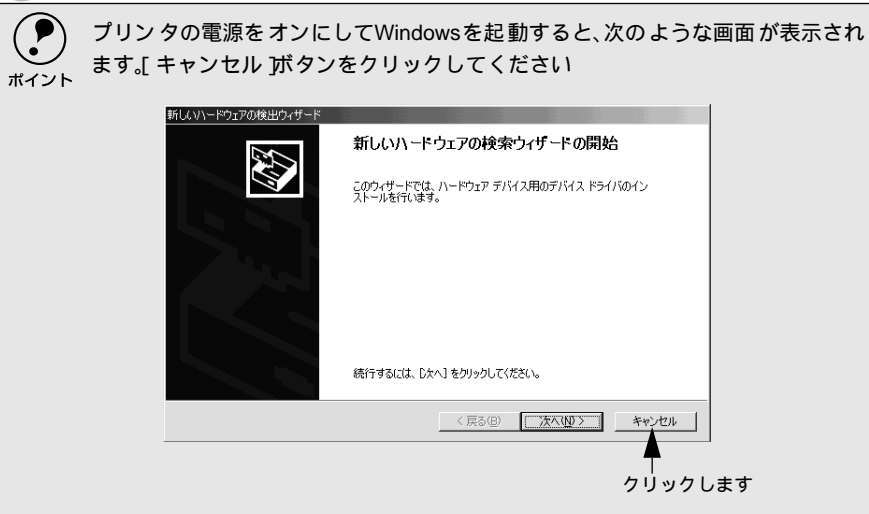 プリンタの電源をオンにしてWindowsを起動すると、次のような画面が表示され
ます。[キャンセル]ボタンをクリックしてください
ポイント
新しいハードウェアの検出ウィザード
新しいハードウェアの検索ウィザードの開始
このウィザードでは、ハードウェア デバイス用のデバイス ドライバのイン
ストールを行います。
続行するには、[次へ] をクリックしてください。
< 戻る(B)
次へ(N) >
キャンセル
クリックします